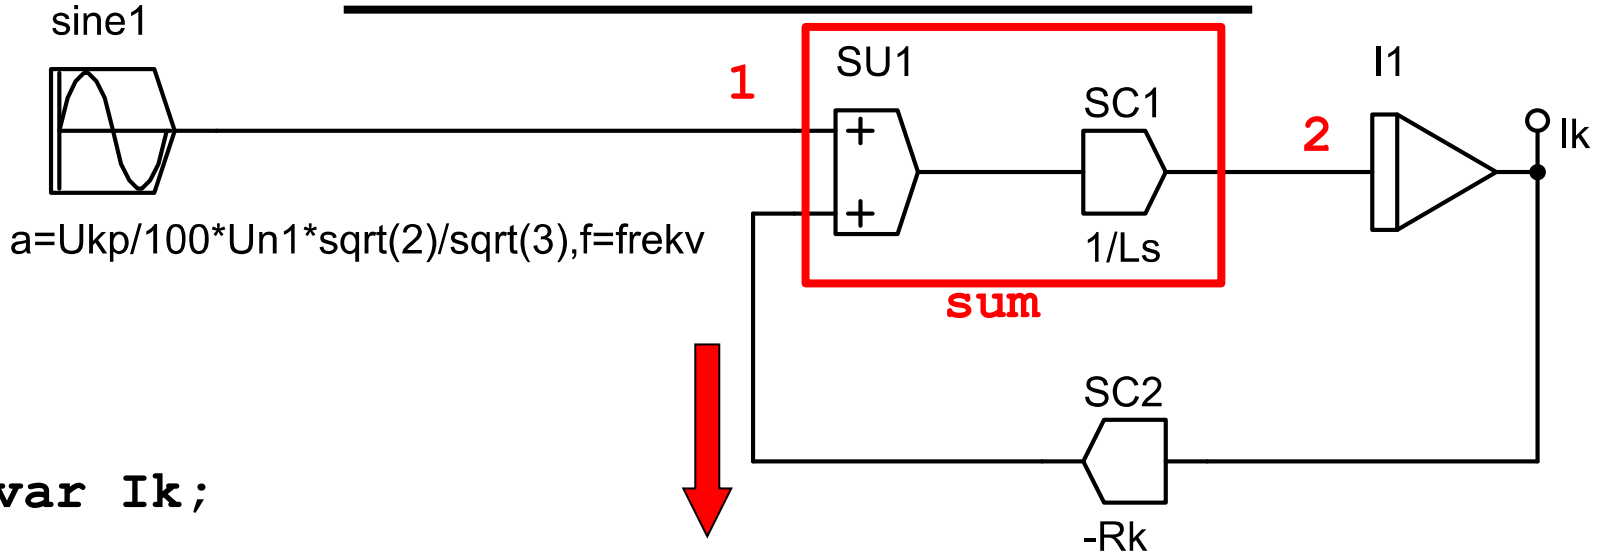 sine1
1
SU1
SC1
I1
2
Ik
+
+
1/Ls
a=Ukp/100*Un1*sqrt(2)/sqrt(3),f=frekv
sum
SC2
var Ik;
-Rk